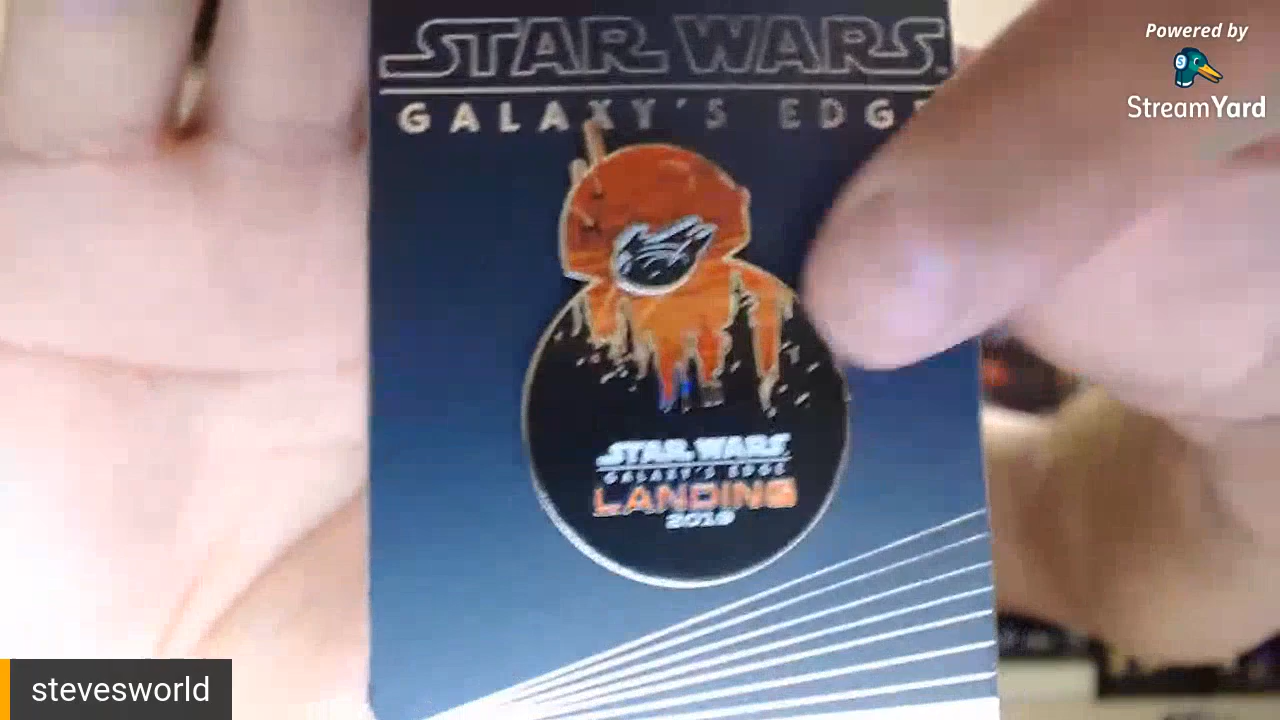 STAR WARS
GALAXY'S EDGE
STAR WARS
GALAXY'S EDGE
LANDING
2019
Powered by
StreamYard
stevesworld